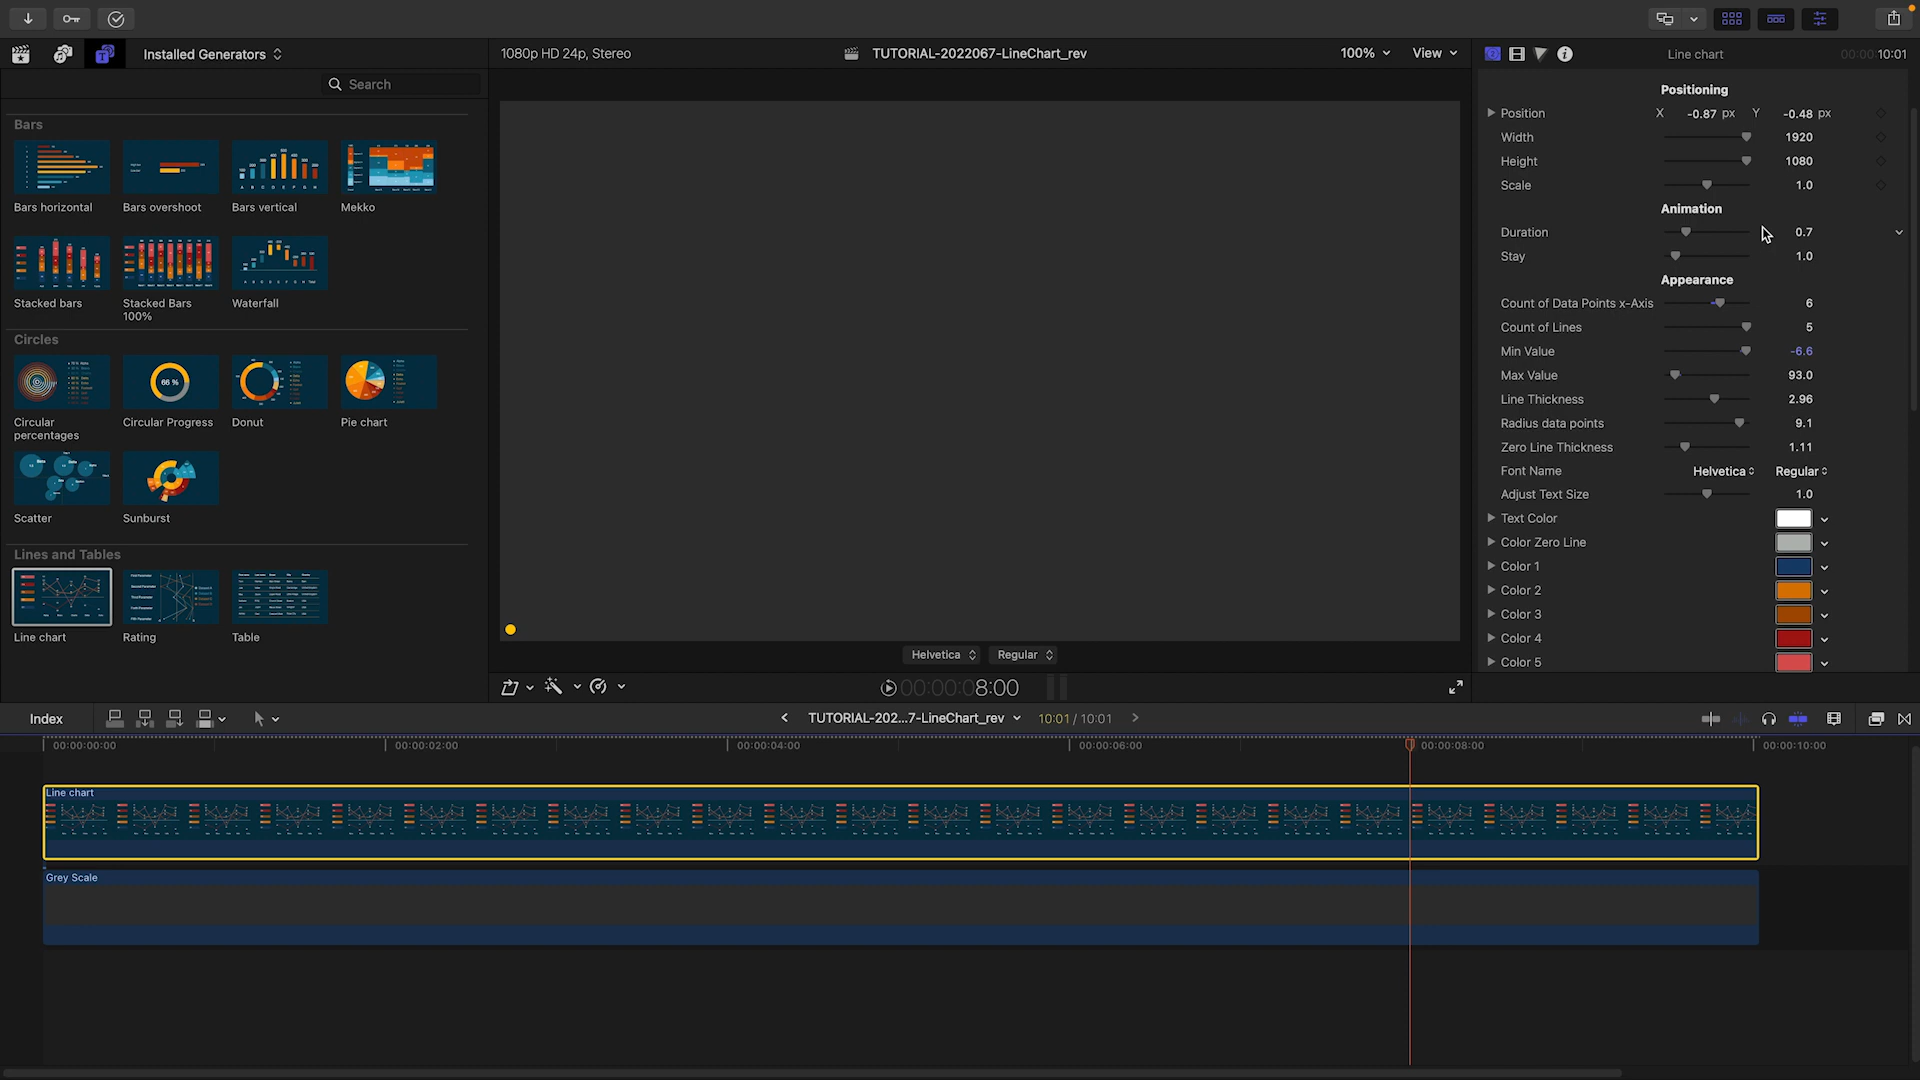 Installed Generators
1080p HD 24p, Stereo
TUTORIAL-2022067-LineChart_rev
100%
View
Line chart
00:00:10:01
Search
Bars
Bars horizontal
Bars overshoot
Bars vertical
Mekko
Stacked bars
Stacked Bars
100%
Waterfall
Circles
66 %
Circular
percentages
Circular Progress
Donut
Pie chart
Scatter
Sunburst
Lines and Tables
Line chart
Rating
Table
Positioning
Position X -0.87 px Y -0.48 px
Width 1920
Height 1080
Scale 1.0
Animation
Duration 0.7
Stay 1.0
Appearance
Count of Data Points x-Axis 6
Count of Lines 5
Min Value -6.6
Max Value 93.0
Line Thickness 2.96
Radius data points 9.1
Zero Line Thickness 1.11
Font Name Helvetica Regular
Adjust Text Size 1.0
Text Color
Color Zero Line
Color 1
Color 2
Color 3
Color 4
Color 5
Helvetica Regular
00:00:08:00
Index
TUTORIAL-202...7-LineChart_rev
10:01 / 10:01
00:00:00:00
00:00:02:00
00:00:04:00
00:00:06:00
00:00:08:00
00:00:10:00
Line chart
Grey Scale